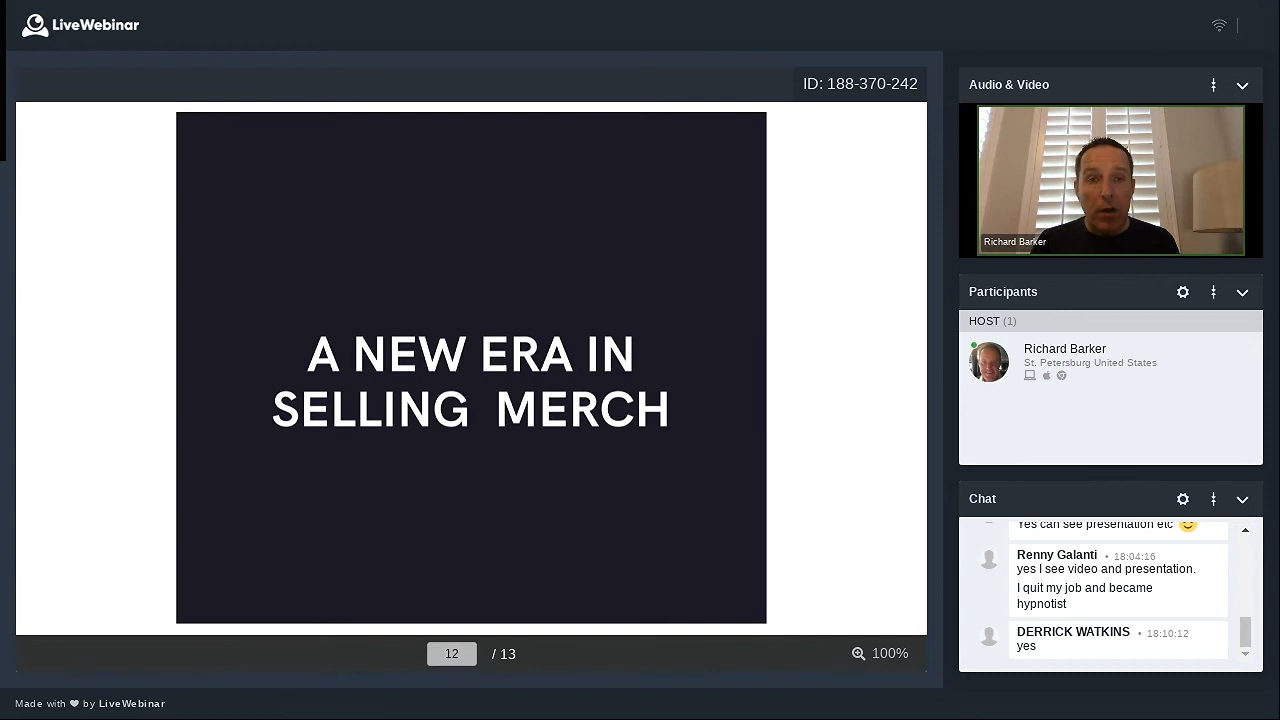 LiveWebinar
ID: 188-370-242
A NEW ERA IN
SELLING MERCH
12 / 13
100%
Audio & Video
Richard Barker
Participants
HOST (1)
Richard Barker
St. Petersburg United States
Chat
Yes can see presentation etc
Renny Galanti • 18:04:16
yes I see video and presentation.
I quit my job and became
hypnotist
DERRICK WATKINS • 18:10:12
yes
Made with ❤ by LiveWebinar